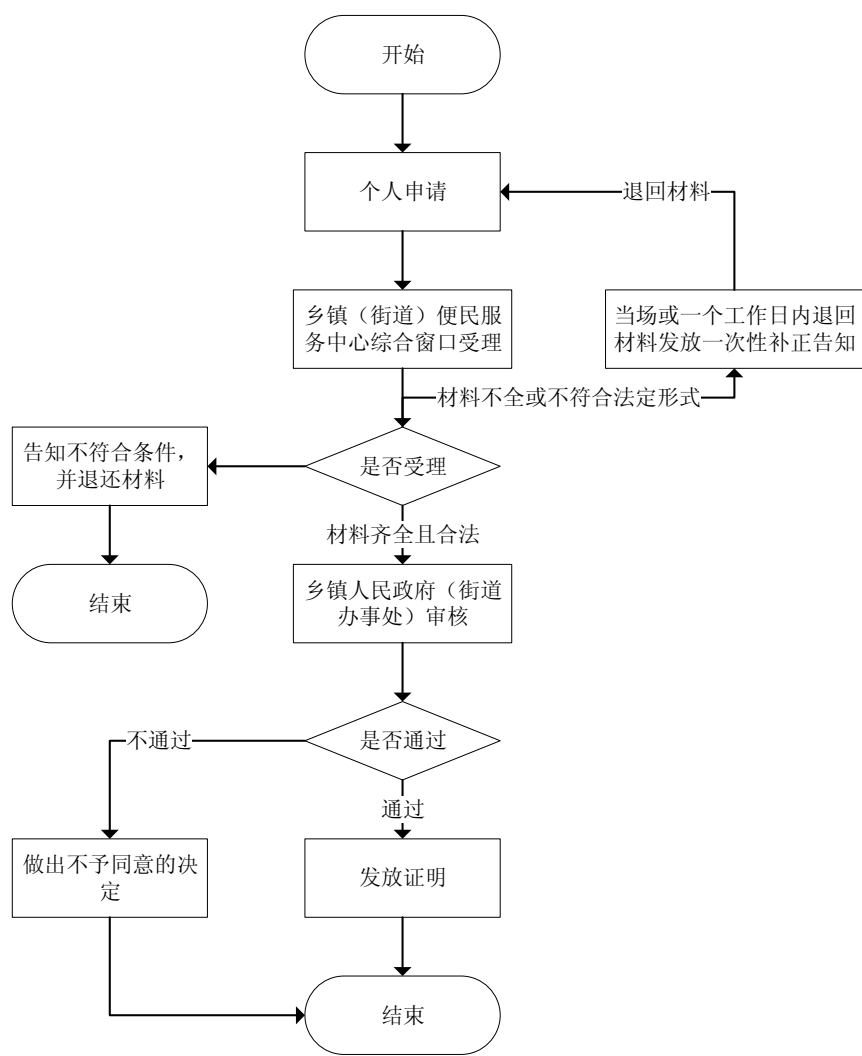 开始
个人申请
退回材料
乡镇（街道）便民服
务中心综合窗口受理
当场或一个工作日内退回
材料发放一次性补正告知
材料不全或不符合法定形式
告知不符合条件，
并退还材料
是否受理
材料齐全且合法
结束
乡镇人民政府（街道
办事处）审核
不通过
是否通过
通过
做出不予同意的决
定
发放证明
结束